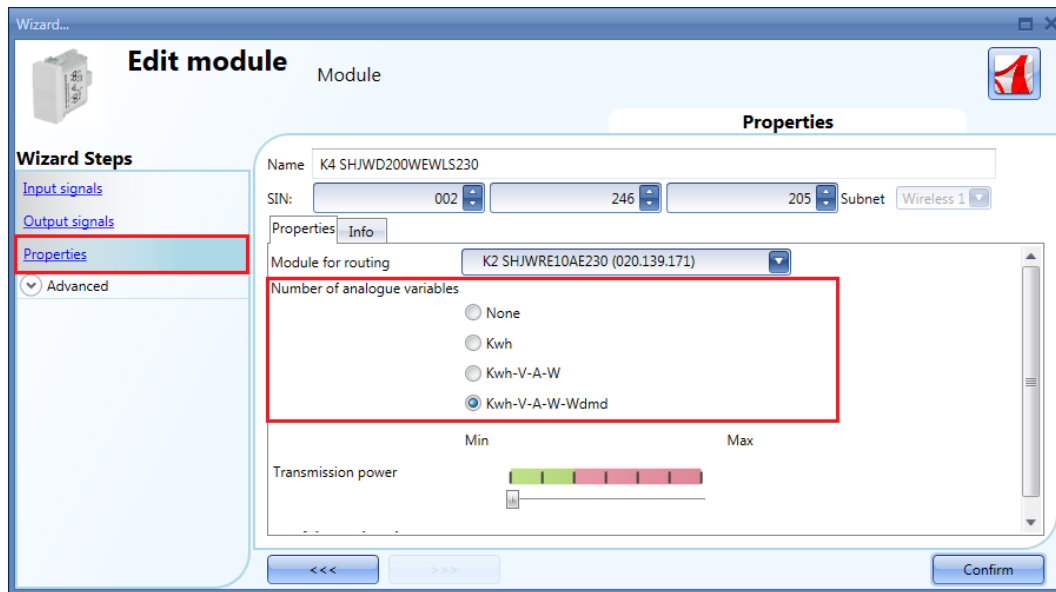 Wizard...
Edit module
Module
Properties
Wizard Steps
Input signals
Output signals
Properties
Advanced
Name K4 SHJWD200WEWLS230
SIN: 002 246 205 Subnet Wireless 1
Properties Info
Module for routing K2 SHJWRE10AE230 (020.139.171)
Number of analogue variables
None
Kwh
Kwh-V-A-W
Kwh-V-A-W-Wdmd
Min Max
Transmission power
<<< >>> Confirm